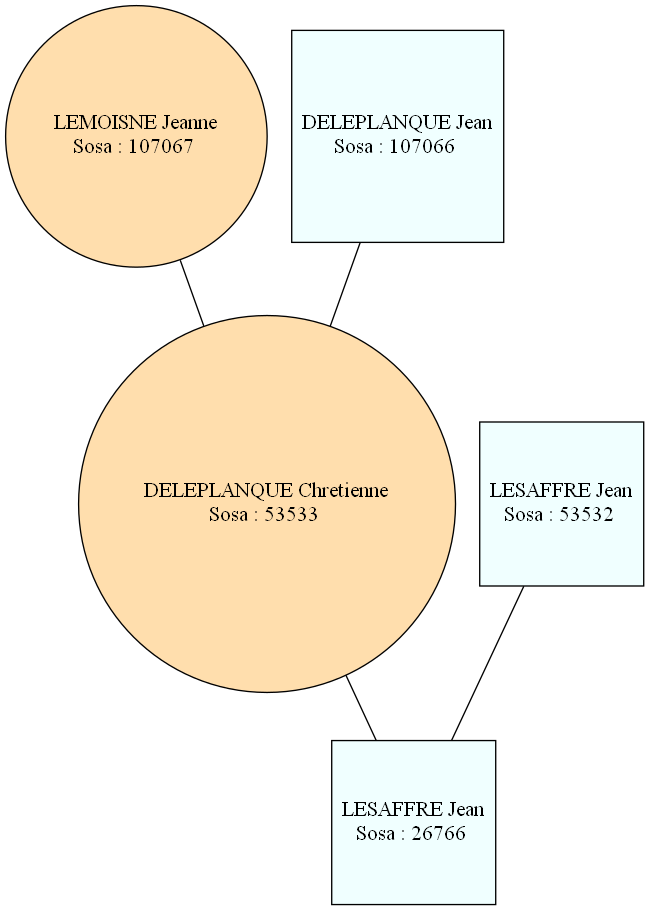 LEMOISNE Jeanne
Sosa : 107067
DELEPLANQUE Jean
Sosa : 107066
DELEPLANQUE Chretienne
Sosa : 53533
LESAFFRE Jean
Sosa : 53532
LESAFFRE Jean
Sosa : 26766